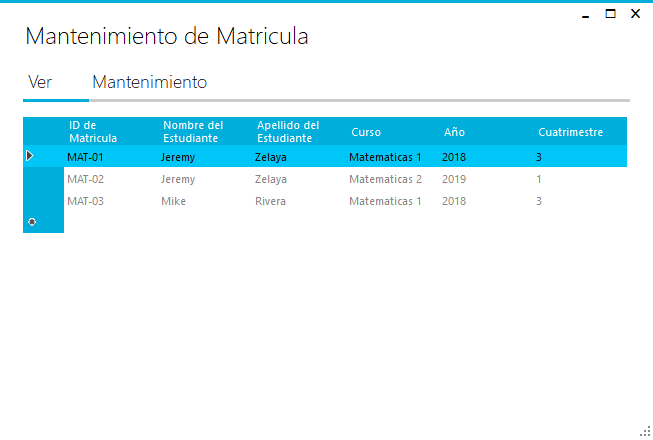 Mantenimiento de Matricula
Ver Mantenimiento
ID de Matricula Nombre del Estudiante Apellido del Estudiante Curso Año Cuatrimestre
MAT-01 Jeremy Zelaya Matematicas 1 2018 3
MAT-02 Jeremy Zelaya Matematicas 2 2019 1
MAT-03 Mike Rivera Matematicas 1 2018 3